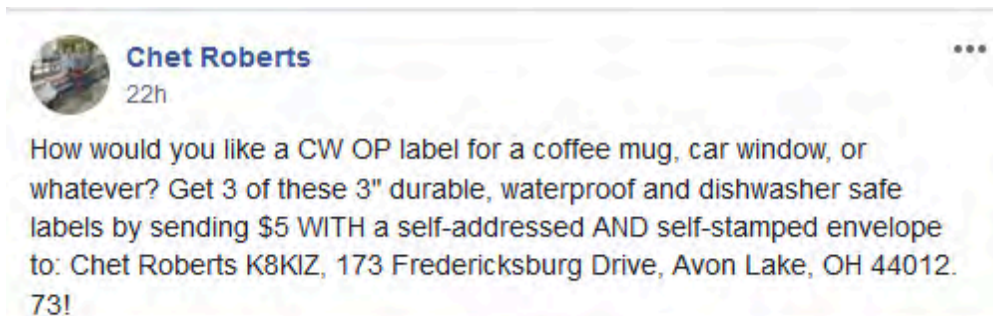 Chet Roberts
22h
How would you like a CW OP label for a coffee mug, car window, or
whatever? Get 3 of these 3" durable, waterproof and dishwasher safe
labels by sending $5 WITH a self-addressed AND self-stamped envelope
to: Chet Roberts K8KIZ, 173 Fredericksburg Drive, Avon Lake, OH 44012.
73!